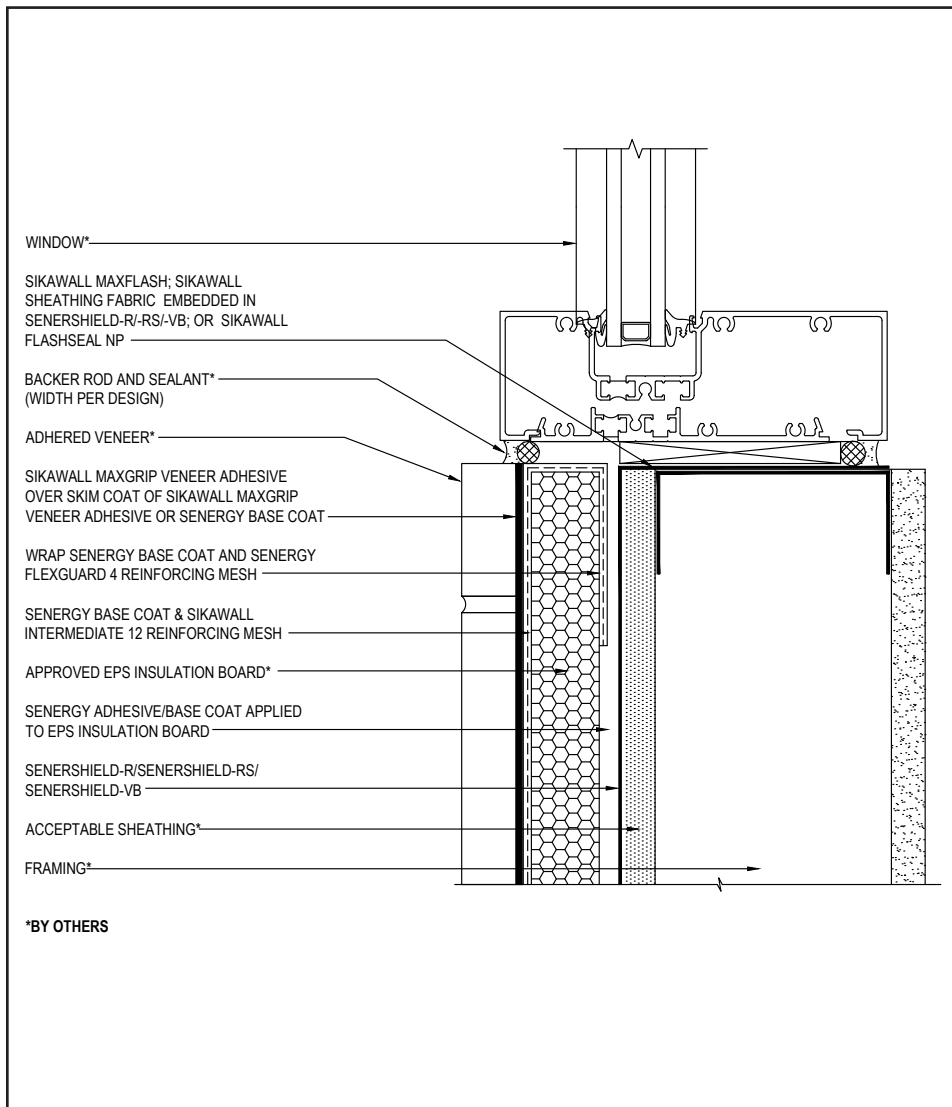 WINDOW*
SIKAWALL MAXFLASH; SIKAWALL
SHEATHING FABRIC EMBEDDED IN
SENERSHIELD-R/-RS/-VB; OR SIKAWALL
FLASHSEAL NP
BACKER ROD AND SEALANT*
(WIDTH PER DESIGN)
ADHERED VENEER*
SIKAWALL MAXGRIP VENEER ADHESIVE
OVER SKIM COAT OF SIKAWALL MAXGRIP
VENEER ADHESIVE OR SENERGY BASE COAT
WRAP SENERGY BASE COAT AND SENERGY
FLEXGUARD 4 REINFORCING MESH
SENERGY BASE COAT & SIKAWALL
INTERMEDIATE 12 REINFORCING MESH
APPROVED EPS INSULATION BOARD*
SENERGY ADHESIVE/BASE COAT APPLIED
TO EPS INSULATION BOARD
SENERSHIELD-R/SENERSHIELD-RS/
SENERSHIELD-VB
ACCEPTABLE SHEATHING*
FRAMING*
*BY OTHERS